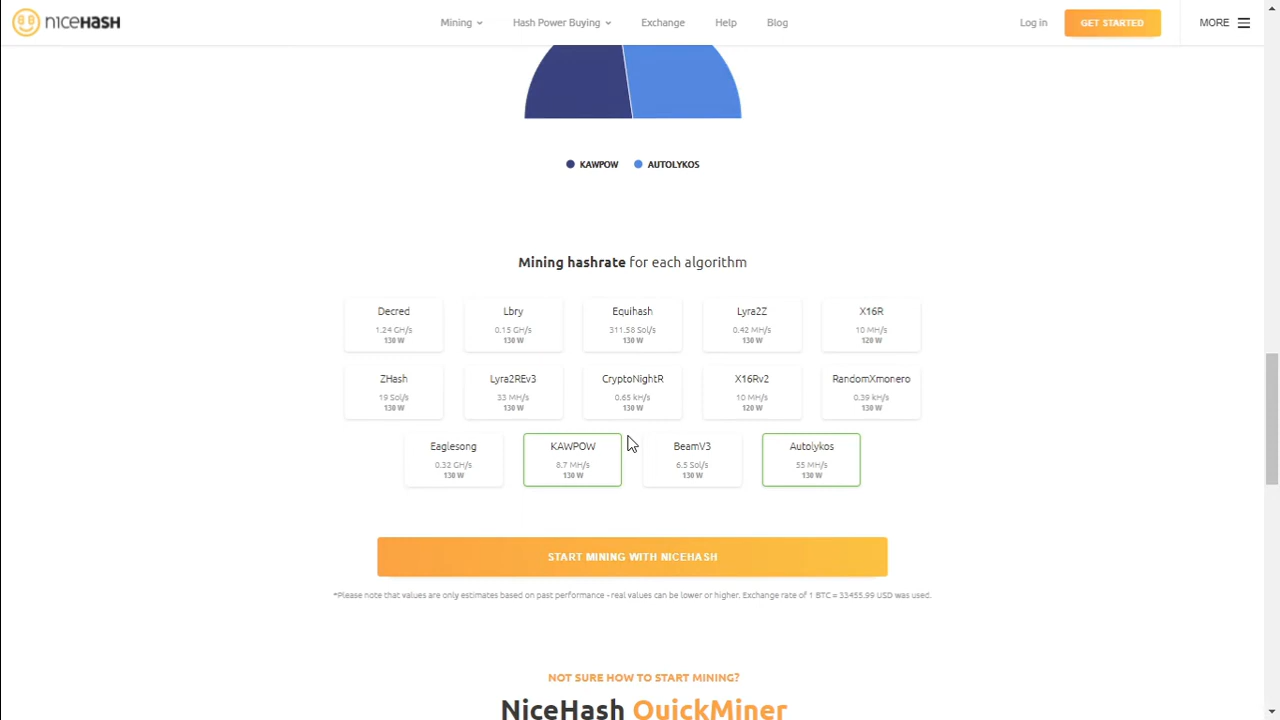 NICEHASH
Mining
Hash Power Buying
Exchange
Help
Blog
Log in
GET STARTED
MORE
KAWPOW
AUTOLYKOS
Mining hashrate for each algorithm
Decred
1.24 GH/s
130 W
Lbry
0.15 GH/s
130 W
Equihash
311.58 Sol/s
130 W
Lyra2Z
0.42 MH/s
130 W
X16R
10 MH/s
120 W
ZHash
19 Sol/s
130 W
Lyra2REv3
33 MH/s
130 W
CryptoNightR
0.65 kH/s
130 W
X16Rv2
10 MH/s
120 W
RandomXmonero
0.39 kH/s
130 W
Eaglesong
0.32 GH/s
130 W
KAWPOW
8.7 MH/s
130 W
BeamV3
6.5 Sol/s
130 W
Autolykos
55 MH/s
130 W
START MINING WITH NICEHASH
*Please note that values are only estimates based on past performance - real values can be lower or higher. Exchange rate of 1 BTC = 33455.99 USD was used.
NOT SURE HOW TO START MINING?
NiceHash QuickMiner